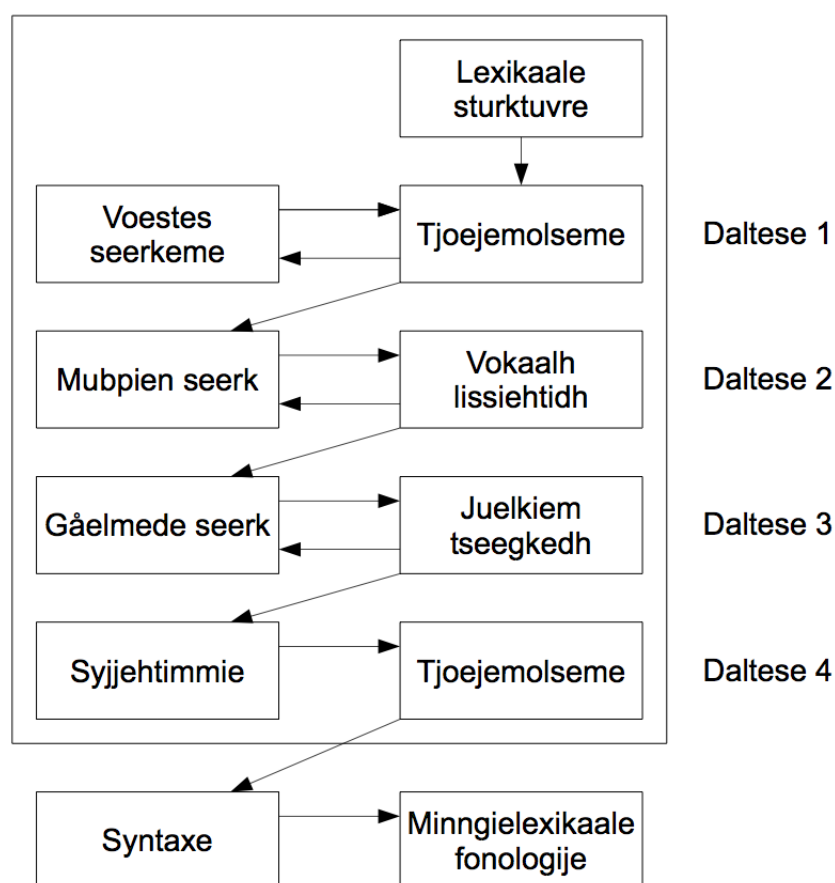 Lexikaale
sturktuvre
Voestes
seerkeme
Tjoejemolseme
Daltese 1
Mubpien seerk
Vokaalh
lissiehtidh
Daltese 2
Gåelmede seerk
Juelkiem
tseegkedh
Daltese 3
Syjjehtimmie
Tjoejemolseme
Daltese 4
Syntaxe
Minngielexikaale
fonologije